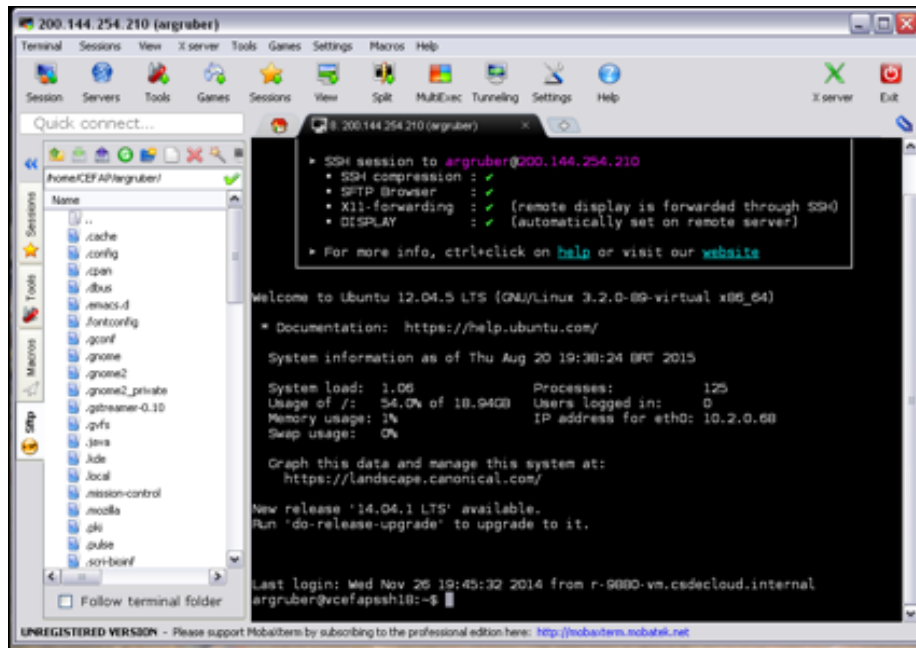 200.144.254.210 (argruber)
Terminal Sessions View X server Tools Games Settings Macros Help
Session Servers Tools Games Sessions View Split MultiExec Tunneling Settings Help X server Exit
Quick connect...
8. 200.144.254.210 (argruber)
/home/CEFAP/argruber/
Name
..
.cache
.config
.cpan
.dbus
.emacs.d
.fontconfig
.gconf
.gnome
.gnome2
.gnome2_private
.gstreamer-0.10
.gvfs
.java
.kde
.local
.mission-control
.mozilla
.pki
.pulse
.scri-bioinf
Follow terminal folder
Sessions
Tools
Macros
Sftp
► SSH session to argruber@200.144.254.210
• SSH compression : ✔
• SFTP Browser : ✔
• X11-forwarding : ✔ (remote display is forwarded through SSH)
• DISPLAY : ✔ (automatically set on remote server)
► For more info, ctrl+click on help or visit our website
Welcome to Ubuntu 12.04.5 LTS (GNU/Linux 3.2.0-89-virtual x86_64)
* Documentation: https://help.ubuntu.com/
System information as of Thu Aug 20 19:38:24 BRT 2015
System load: 1.06 Processes: 125
Usage of /: 54.0% of 18.94GB Users logged in: 0
Memory usage: 1% IP address for eth0: 10.2.0.68
Swap usage: 0%
Graph this data and manage this system at:
https://landscape.canonical.com/
New release '14.04.1 LTS' available.
Run 'do-release-upgrade' to upgrade to it.
Last login: Wed Nov 26 19:45:32 2014 from r-9880-vm.csdecloud.internal
argruber@vcefapssh18:~$
UNREGISTERED VERSION - Please support MobaXterm by subscribing to the professional edition here: http://mobaxterm.mobatek.net